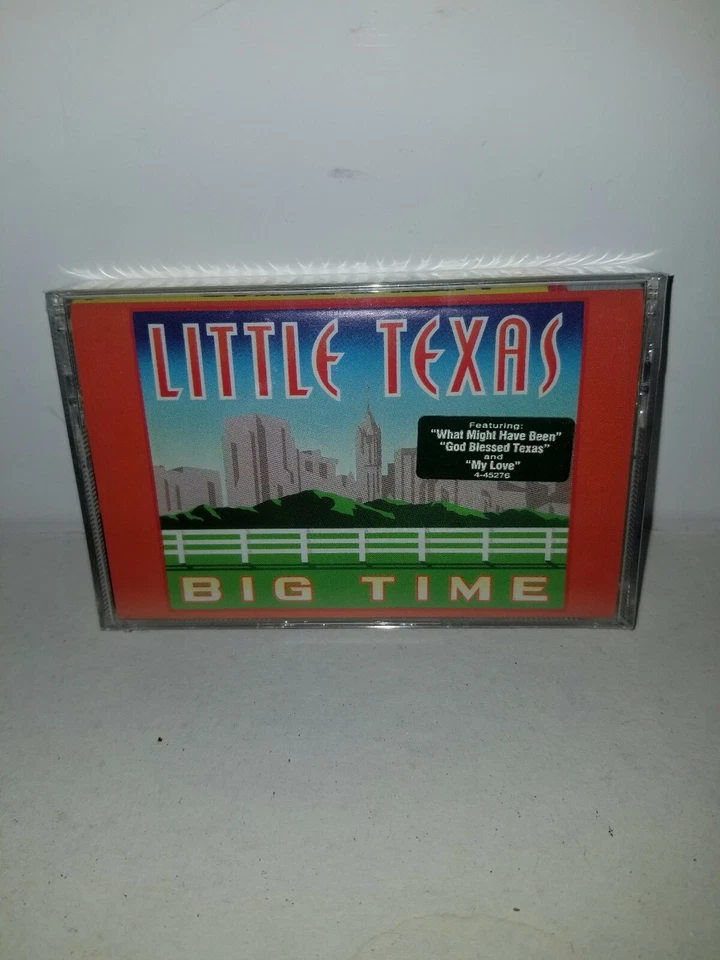 LITTLE TEXAS
Featuring:
"What Might Have Been"
"God Blessed Texas"
and
"My Love"
4-45276
BIG TIME